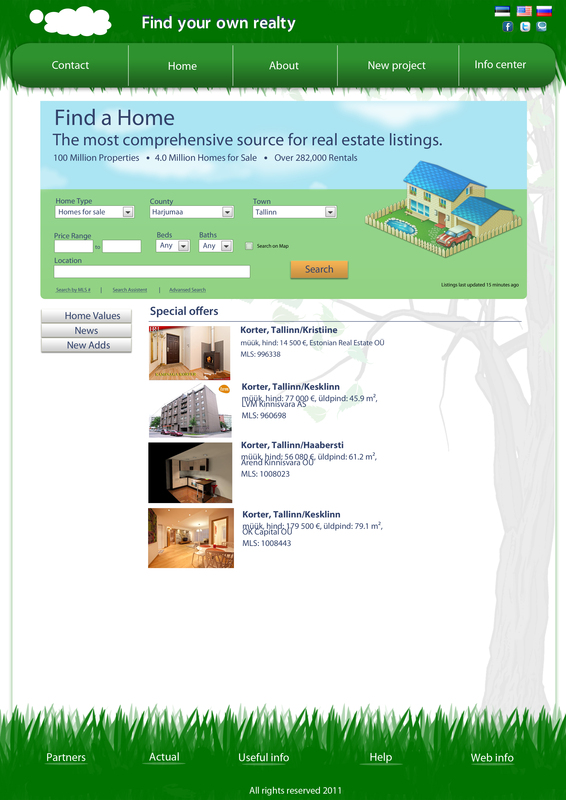 Find your own realty
Contact
Home
About
New project
Info center
Find a Home
The most comprehensive source for real estate listings.
100 Million Properties • 4.0 Million Homes for Sale • Over 282,000 Rentals
Home Type
County
Town
Homes for sale
Harjumaa
Tallinn
Price Range
Beds
Baths
to
Any
Any
Search on Map
Location
Search
Search by MLS #
Search Assistent
Advansed Search
Listings last updated 15 minutes ago
Home Values
News
New Adds
Special offers
Korter, Tallinn/Kristiine
müük, hind: 14 500 €, Estonian Real Estate OÜ
MLS: 996338
Korter, Tallinn/Kesklinn
müük, hind: 77 000 €, üldpind: 45.9 m²,
LVM Kinnisvara AS
MLS: 960698
Korter, Tallinn/Haabersti
müük, hind: 56 080 €, üldpind: 61.2 m²,
Arend Kinnisvara OÜ
MLS: 1008023
Korter, Tallinn/Kesklinn
müük, hind: 179 500 €, üldpind: 79.1 m²,
OK Capital OÜ
MLS: 1008443
Partners
Actual
Useful info
Help
Web info
All rights reserved 2011